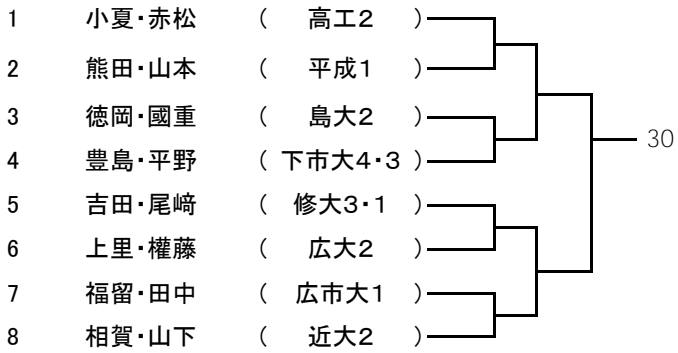 1 小夏・赤松 ( 高工2 )
2 熊田・山本 ( 平成1 )
3 徳岡・國重 ( 島大2 )
4 豊島・平野 ( 下市大4・3 )
5 吉田・尾﨑 ( 修大3・1 )
6 上里・權藤 ( 広大2 )
7 福留・田中 ( 広市大1 )
8 相賀・山下 ( 近大2 )
30